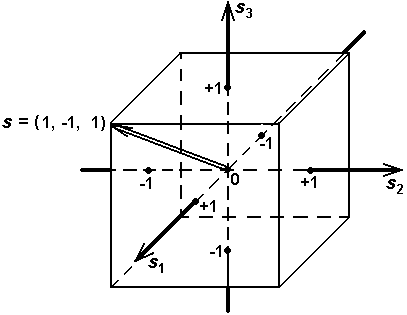 s₃
+1
s = (1, -1, 1)
-1
-1
0
+1
s₂
+1
-1
s₁